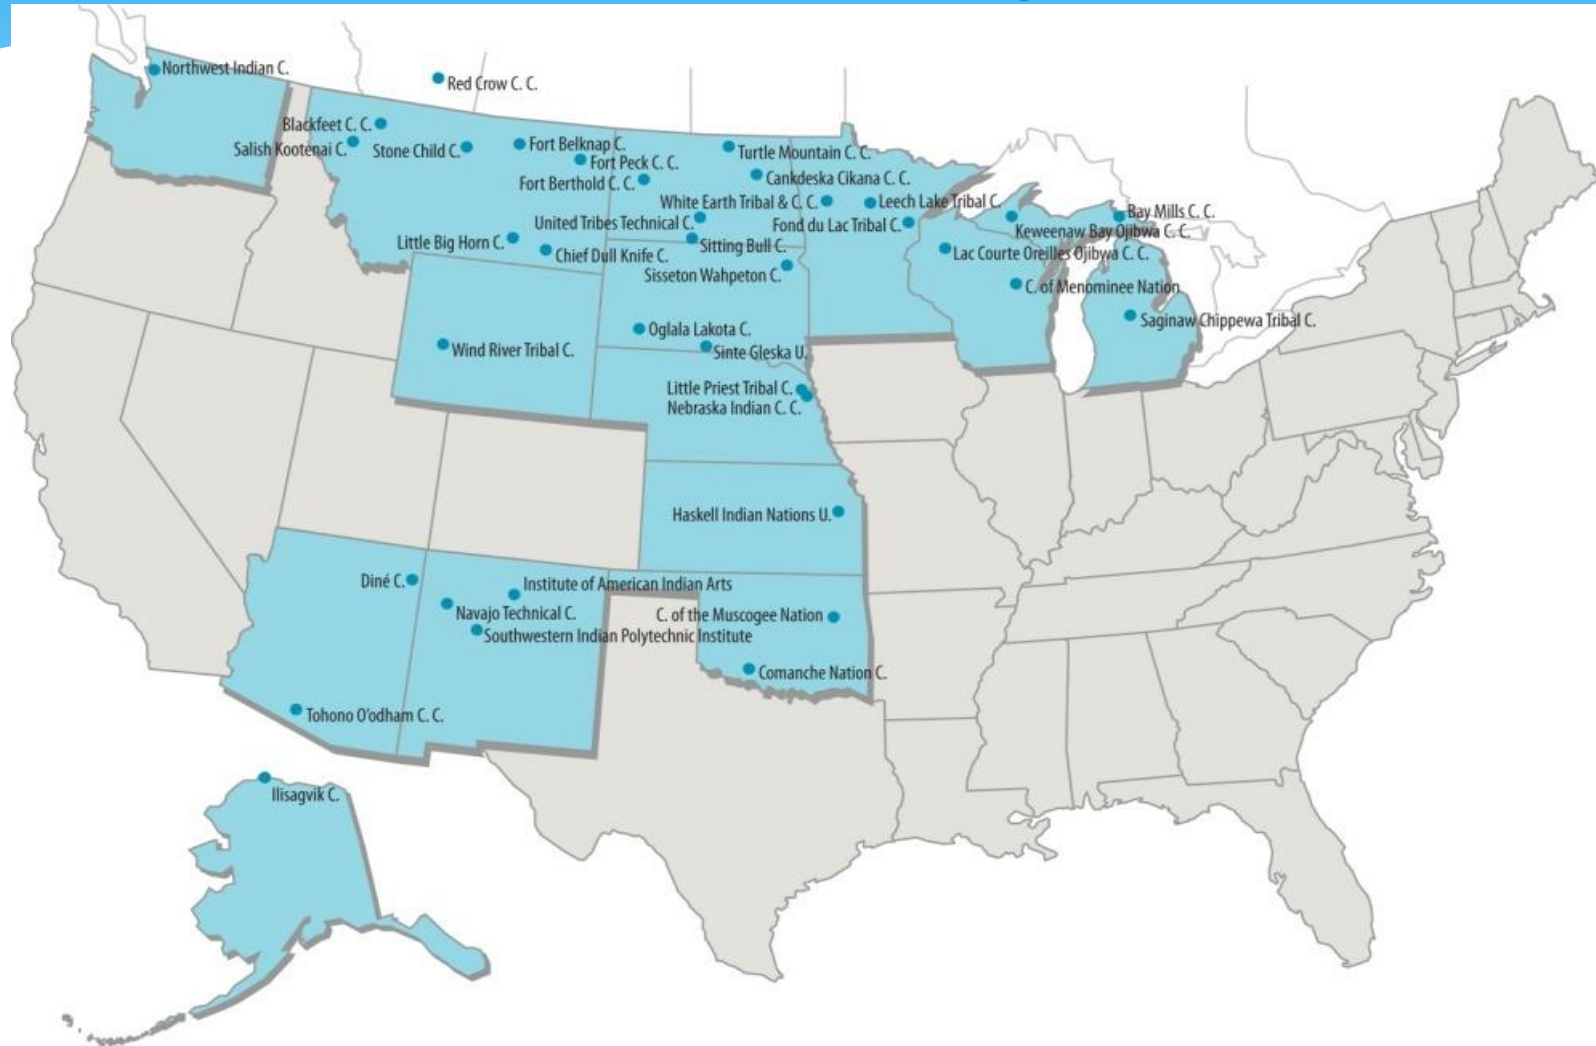 Northwest Indian C.
Red Crow C. C.
Blackfeet C. C.
Salish Kootenai C.
Stone Child C.
Fort Belknap C.
Fort Peck C. C.
Fort Berthold C. C.
Turtle Mountain C. C.
Cankdeska Cikana C. C.
White Earth Tribal & C. C.
Leech Lake Tribal C.
United Tribes Technical C.
Fond du Lac Tribal C.
Bay Mills C. C.
Keweenaw Bay Ojibwa C. C.
Little Big Horn C.
Chief Dull Knife C.
Sitting Bull C.
Lac Courte Oreilles Ojibwa C. C.
Sisseton Wahpeton C.
C. of Menominee Nation
Saginaw Chippewa Tribal C.
Oglala Lakota C.
Wind River Tribal C.
Sinte Gleska U.
Little Priest Tribal C.
Nebraska Indian C. C.
Haskell Indian Nations U.
Diné C.
Institute of American Indian Arts
Navajo Technical C.
C. of the Muscogee Nation
Southwestern Indian Polytechnic Institute
Comanche Nation C.
Tohono O'odham C. C.
Ilisagvik C.